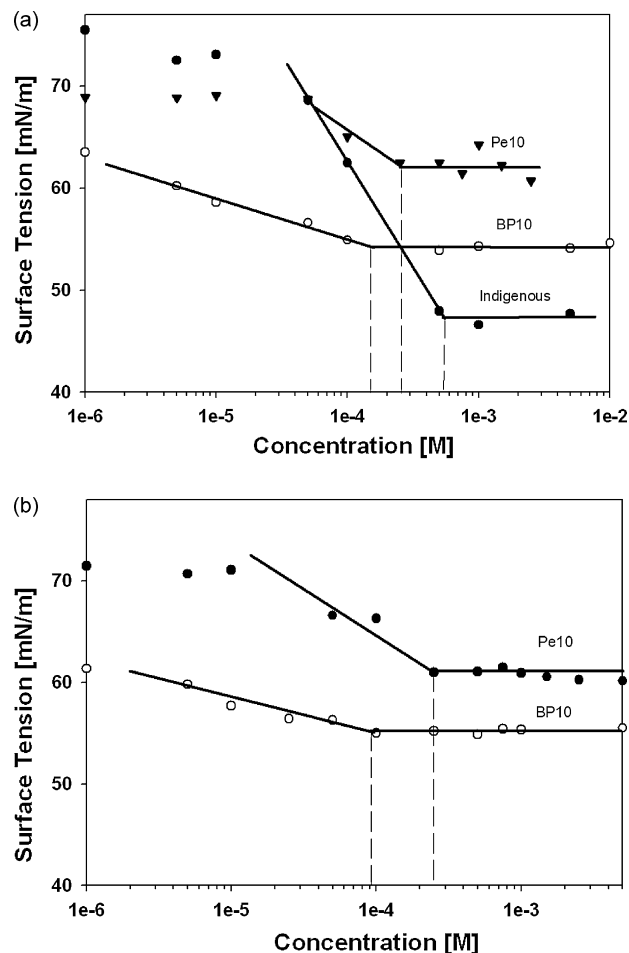 (a)
Surface Tension [mN/m]
70
60
50
40
Pe10
BP10
Indigenous
1e-6 1e-5 1e-4 1e-3 1e-2
Concentration [M]
(b)
Surface Tension [mN/m]
70
60
50
40
Pe10
BP10
1e-6 1e-5 1e-4 1e-3
Concentration [M]